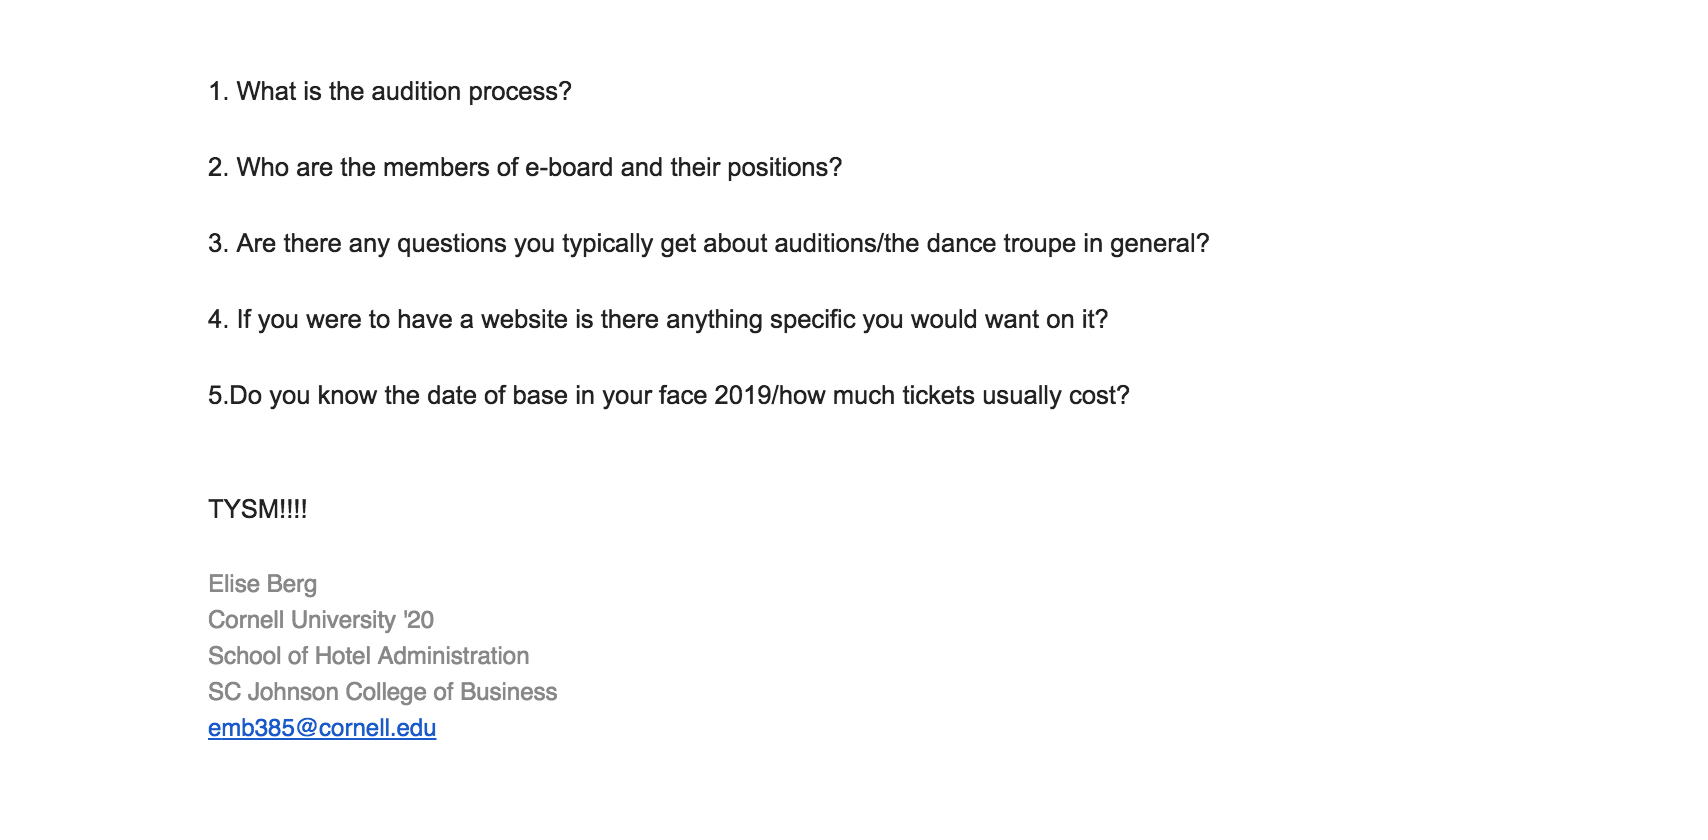 1. What is the audition process?
2. Who are the members of e-board and their positions?
3. Are there any questions you typically get about auditions/the dance troupe in general?
4. If you were to have a website is there anything specific you would want on it?
5.Do you know the date of base in your face 2019/how much tickets usually cost?
TYSM!!!!
Elise Berg
Cornell University '20
School of Hotel Administration
SC Johnson College of Business
emb385@cornell.edu